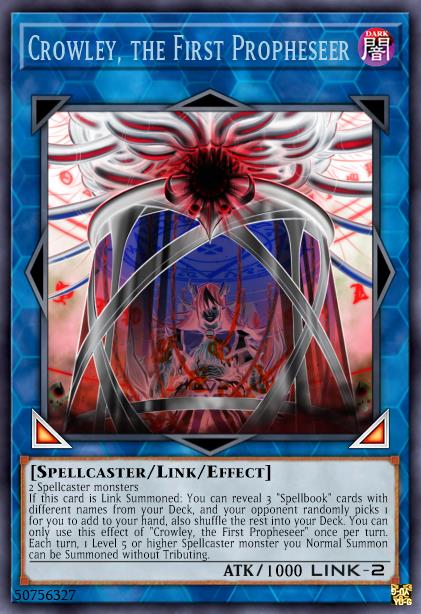 CROWLEY, THE FIRST PROPHESEER
DARK
闇
[SPELLCASTER/LINK/EFFECT]
2 Spellcaster monsters
If this card is Link Summoned: You can reveal 3 "Spellbook" cards with
different names from your Deck, and your opponent randomly picks 1
for you to add to your hand, also shuffle the rest into your Deck. You can
only use this effect of "Crowley, the First Propheseer" once per turn.
Each turn, 1 Level 5 or higher Spellcaster monster you Normal Summon
can be Summoned without Tributing.
ATK/1000 LINK-2
50756327